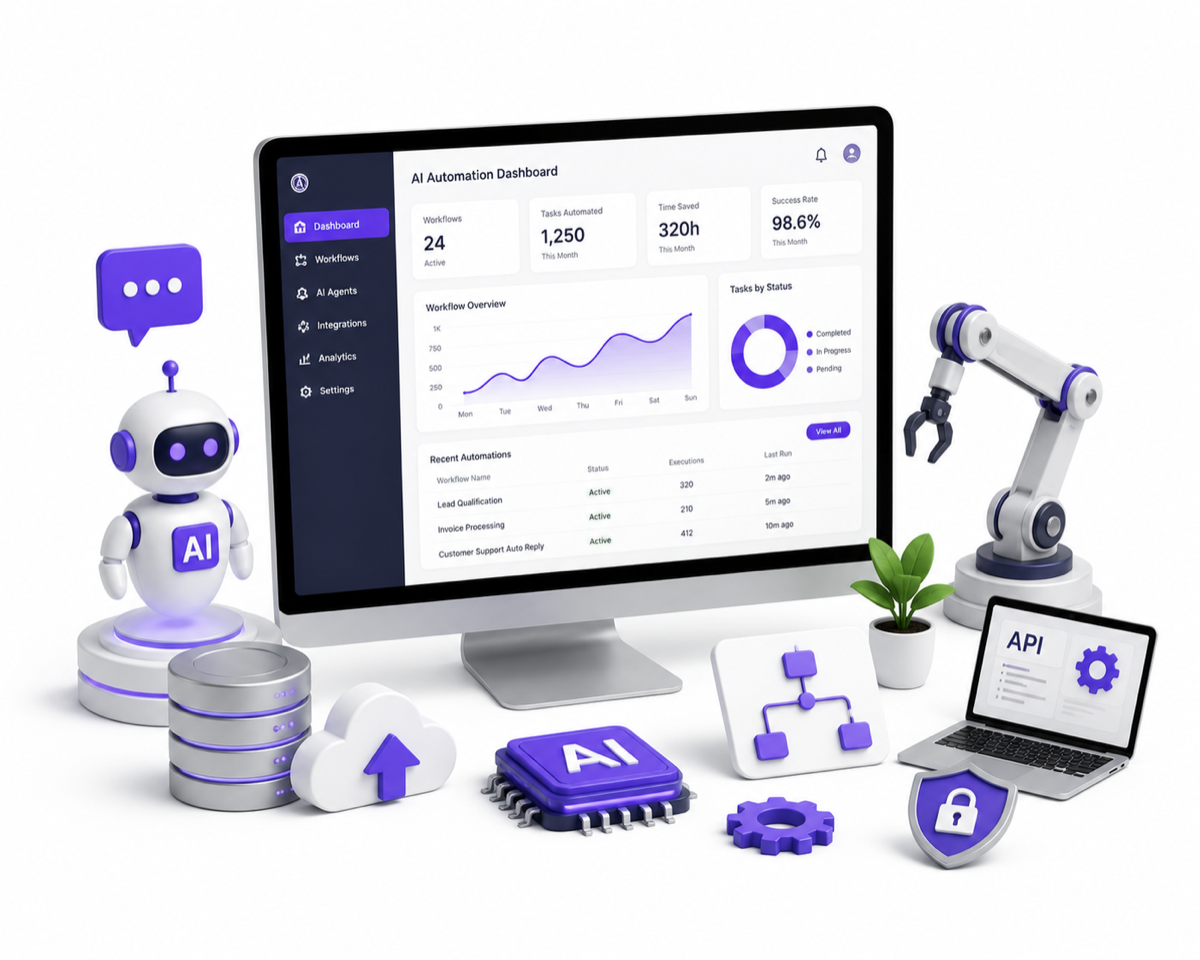 AI Automation Dashboard
Dashboard
Workflows
AI Agents
Integrations
Analytics
Settings
Workflows
24
Active
Tasks Automated
1,250
This Month
Time Saved
320h
This Month
Success Rate
98.6%
This Month
Workflow Overview
1K
750
500
250
0
Mon Tue Wed Thu Fri Sat Sun
Tasks by Status
Completed
In Progress
Pending
Recent Automations
View All
Workflow Name Status Executions Last Run
Lead Qualification Active 320 2m ago
Invoice Processing Active 210 5m ago
Customer Support Auto Reply Active 412 10m ago
AI
AI
API